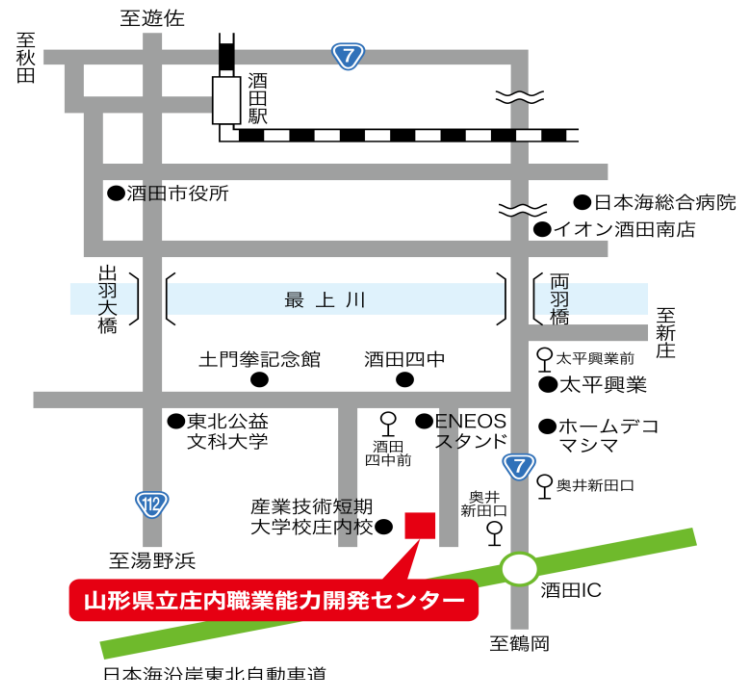 至遊佐
至秋田
7
酒田駅
酒田市役所
日本海総合病院
イオン酒田南店
出羽大橋
最上川
両羽橋
至新庄
土門拳記念館
酒田四中
太平興業前
太平興業
東北公益
文科大学
酒田
四中前
ENEOS
スタンド
ホームデコ
マシマ
7
112
産業技術短期
大学校庄内校
奥井
新田口
奥井新田口
至湯野浜
山形県立庄内職業能力開発センター
酒田IC
至鶴岡
日本海沿岸東北自動車道